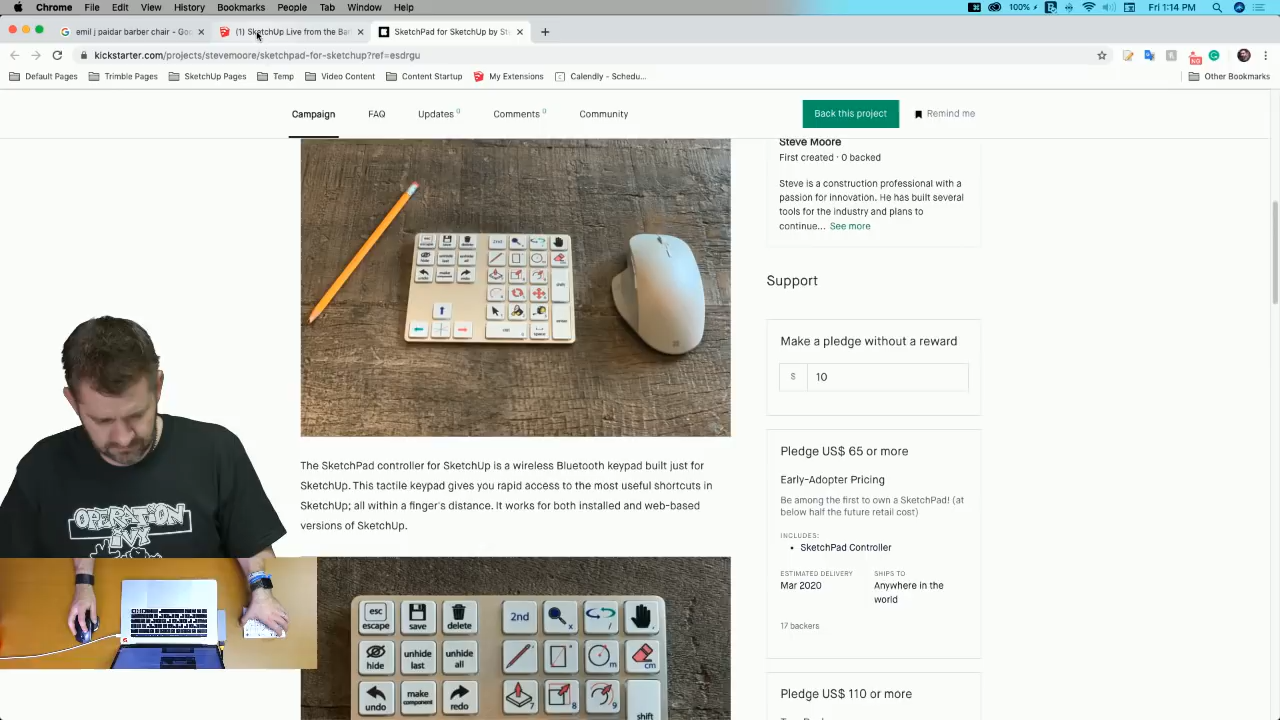 Chrome File Edit View History Bookmarks People Tab Window Help
100% Fri 1:14 PM
emil j paidar barber chair - Goo
(1) SketchUp Live from the Bas
SketchPad for SketchUp by Ste
kickstarter.com/projects/stevemoore/sketchpad-for-sketchup?ref=esdrgu
Default Pages Trimble Pages SketchUp Pages Temp Video Content Content Startup My Extensions Calendly - Schedu... Other Bookmarks
Campaign FAQ Updates 0 Comments 0 Community Back this project Remind me
Steve Moore
First created · 0 backed
Steve is a construction professional with a
passion for innovation. He has built several
tools for the industry and plans to
continue... See more
Support
Make a pledge without a reward
$ 10
The SketchPad controller for SketchUp is a wireless Bluetooth keypad built just for
SketchUp. This tactile keypad gives you rapid access to the most useful shortcuts in
SketchUp; all within a finger's distance. It works for both installed and web-based
versions of SketchUp.
Pledge US$ 65 or more
Early-Adopter Pricing
Be among the first to own a SketchPad! (at
below half the future retail cost)
INCLUDES:
• SketchPad Controller
ESTIMATED DELIVERY SHIPS TO
Mar 2020 Anywhere in the
world
17 backers
Pledge US$ 110 or more
esc
escape
save
delete
2nd
x
z
hide
unhide
last
unhide
all
m
cm
undo
make
component
redo
7
8
9
shift
OPERATION